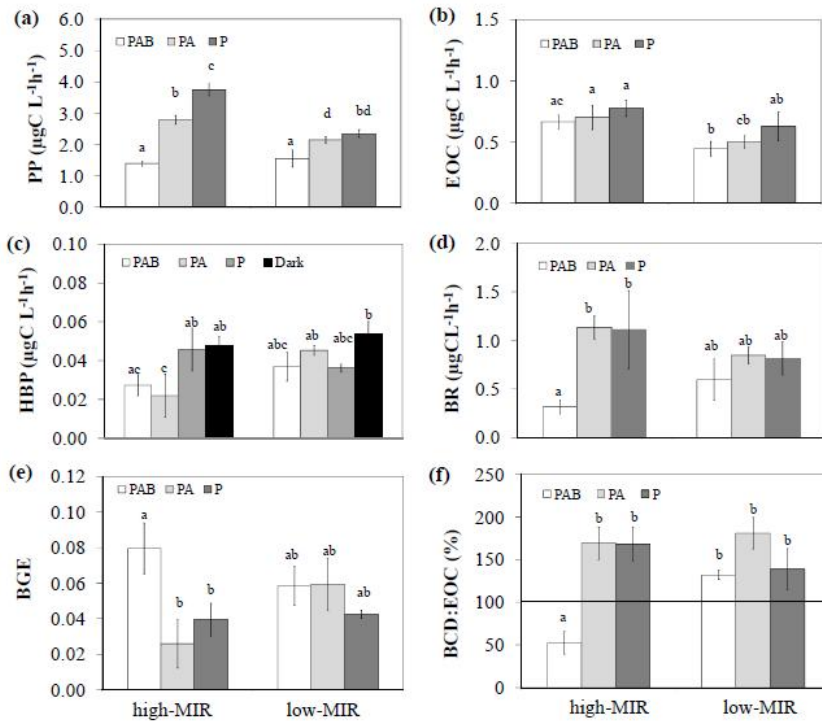 (a)
PP (µgC L⁻¹h⁻¹)
6.0
5.0
4.0
3.0
2.0
1.0
0.0
PAB PA P
a b c a d bd
(b)
EOC (µgC L⁻¹h⁻¹)
1.5
1.0
0.5
0.0
PAB PA P
ac a a b cb ab
(c)
HBP (µgC L⁻¹h⁻¹)
0.10
0.08
0.06
0.04
0.02
0.00
PAB PA P Dark
ac c ab ab abc ab abc b
(d)
BR (µgCL⁻¹h⁻¹)
2.0
1.5
1.0
0.5
0.0
PAB PA P
a b b ab ab ab
(e)
BGE
0.12
0.10
0.08
0.06
0.04
0.02
0.00
PAB PA P
a b b ab ab ab
high-MIR low-MIR
(f)
BCD:EOC (%)
250
200
150
100
50
0
PAB PA P
a b b b b b
high-MIR low-MIR